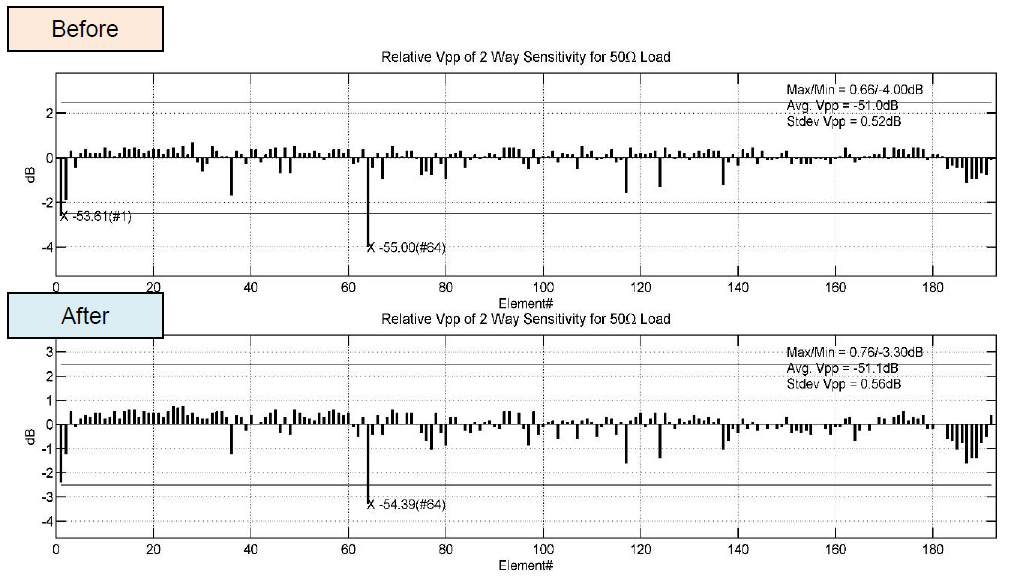 Before
Relative Vpp of 2 Way Sensitivity for 50Ω Load
Max/Min = 0.66/-4.00dB
Avg. Vpp = -51.0dB
Stdev Vpp = 0.52dB
2
0
-2
-4
dB
X -53.61(#1)
X -55.00(#64)
0 20 40 60 80 100 120 140 160 180
Element#
After
Relative Vpp of 2 Way Sensitivity for 50Ω Load
Max/Min = 0.76/-3.30dB
Avg. Vpp = -51.1dB
Stdev Vpp = 0.56dB
3
2
1
0
-1
-2
-3
-4
dB
X -54.39(#64)
0 20 40 60 80 100 120 140 160 180
Element#